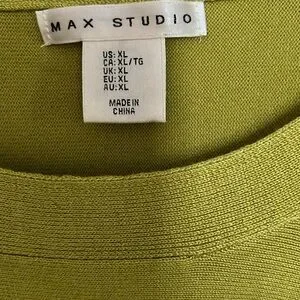 MAX STUDIO
US: XL
CA: XL/TG
UK: XL
EU: XL
AU: XL
MADE IN
CHINA